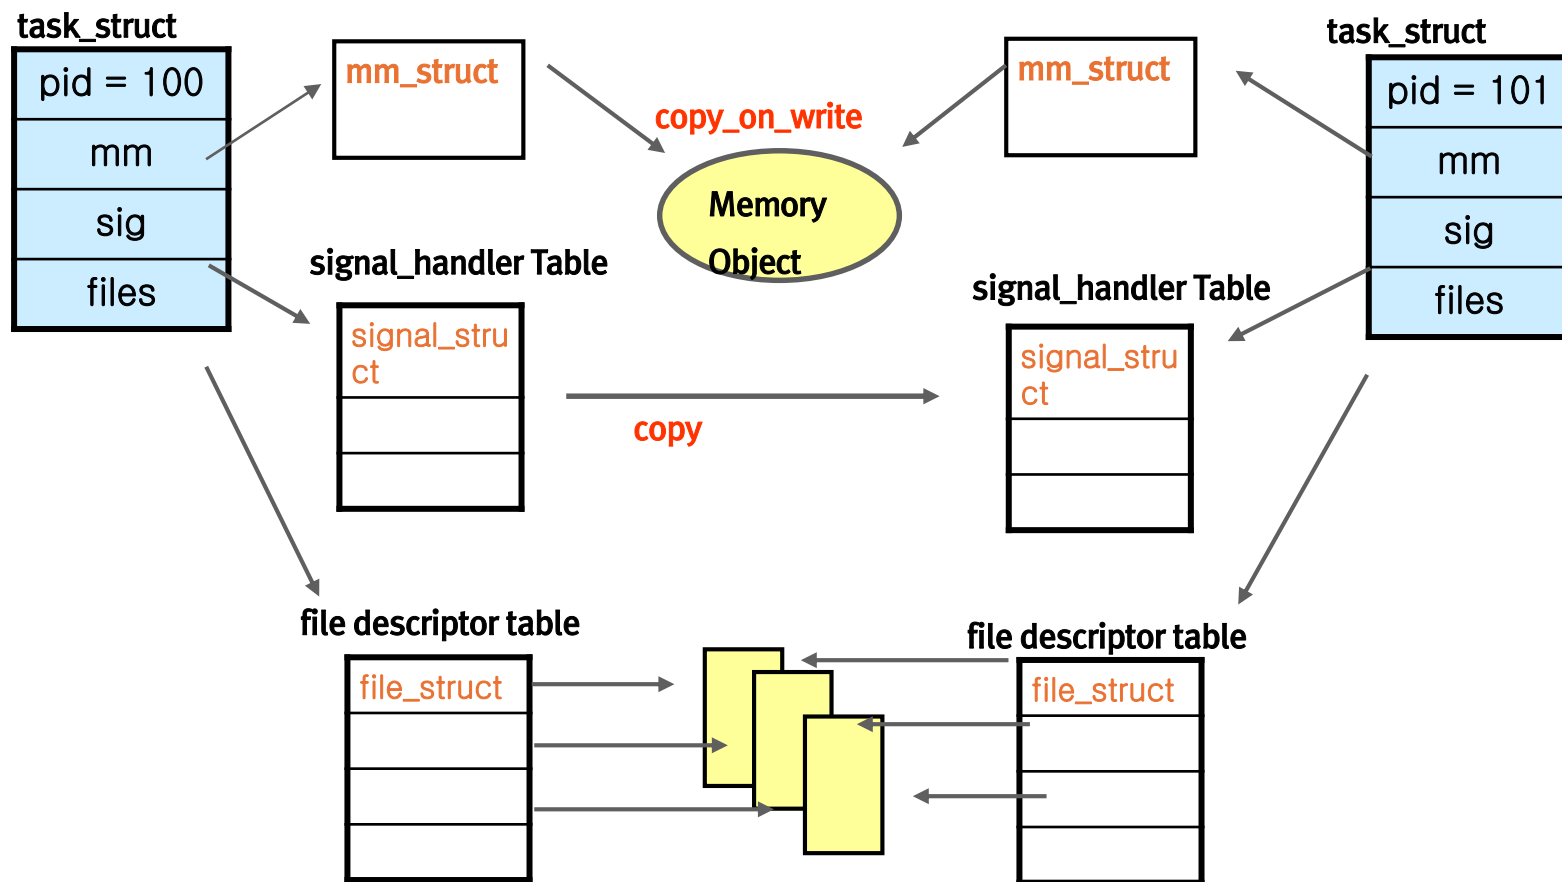 task_struct
pid = 100
mm
sig
files
mm_struct
copy_on_write
Memory
Object
mm_struct
task_struct
pid = 101
mm
sig
files
signal_handler Table
signal_stru
ct
copy
signal_handler Table
signal_stru
ct
file descriptor table
file_struct
file descriptor table
file_struct